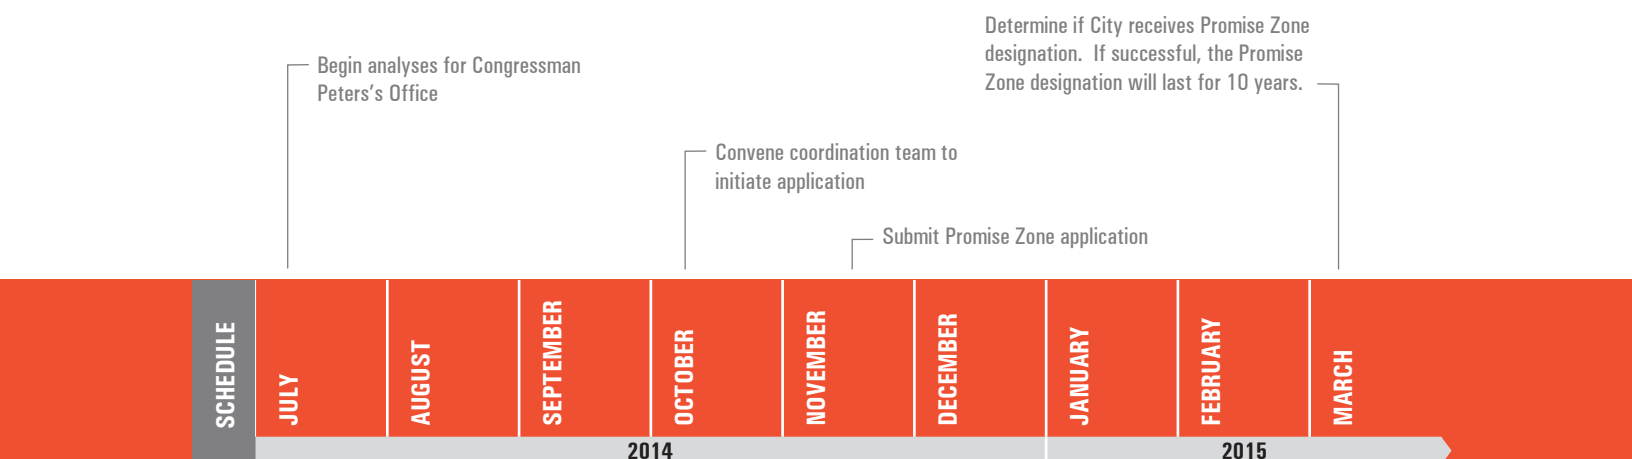 Determine if City receives Promise Zone
designation.  If successful, the Promise
Zone designation will last for 10 years.
Begin analyses for Congressman
Peters's Office
Convene coordination team to
initiate application
Submit Promise Zone application
SCHEDULE
JULY
AUGUST
SEPTEMBER
OCTOBER
NOVEMBER
DECEMBER
JANUARY
FEBRUARY
MARCH
2014
2015